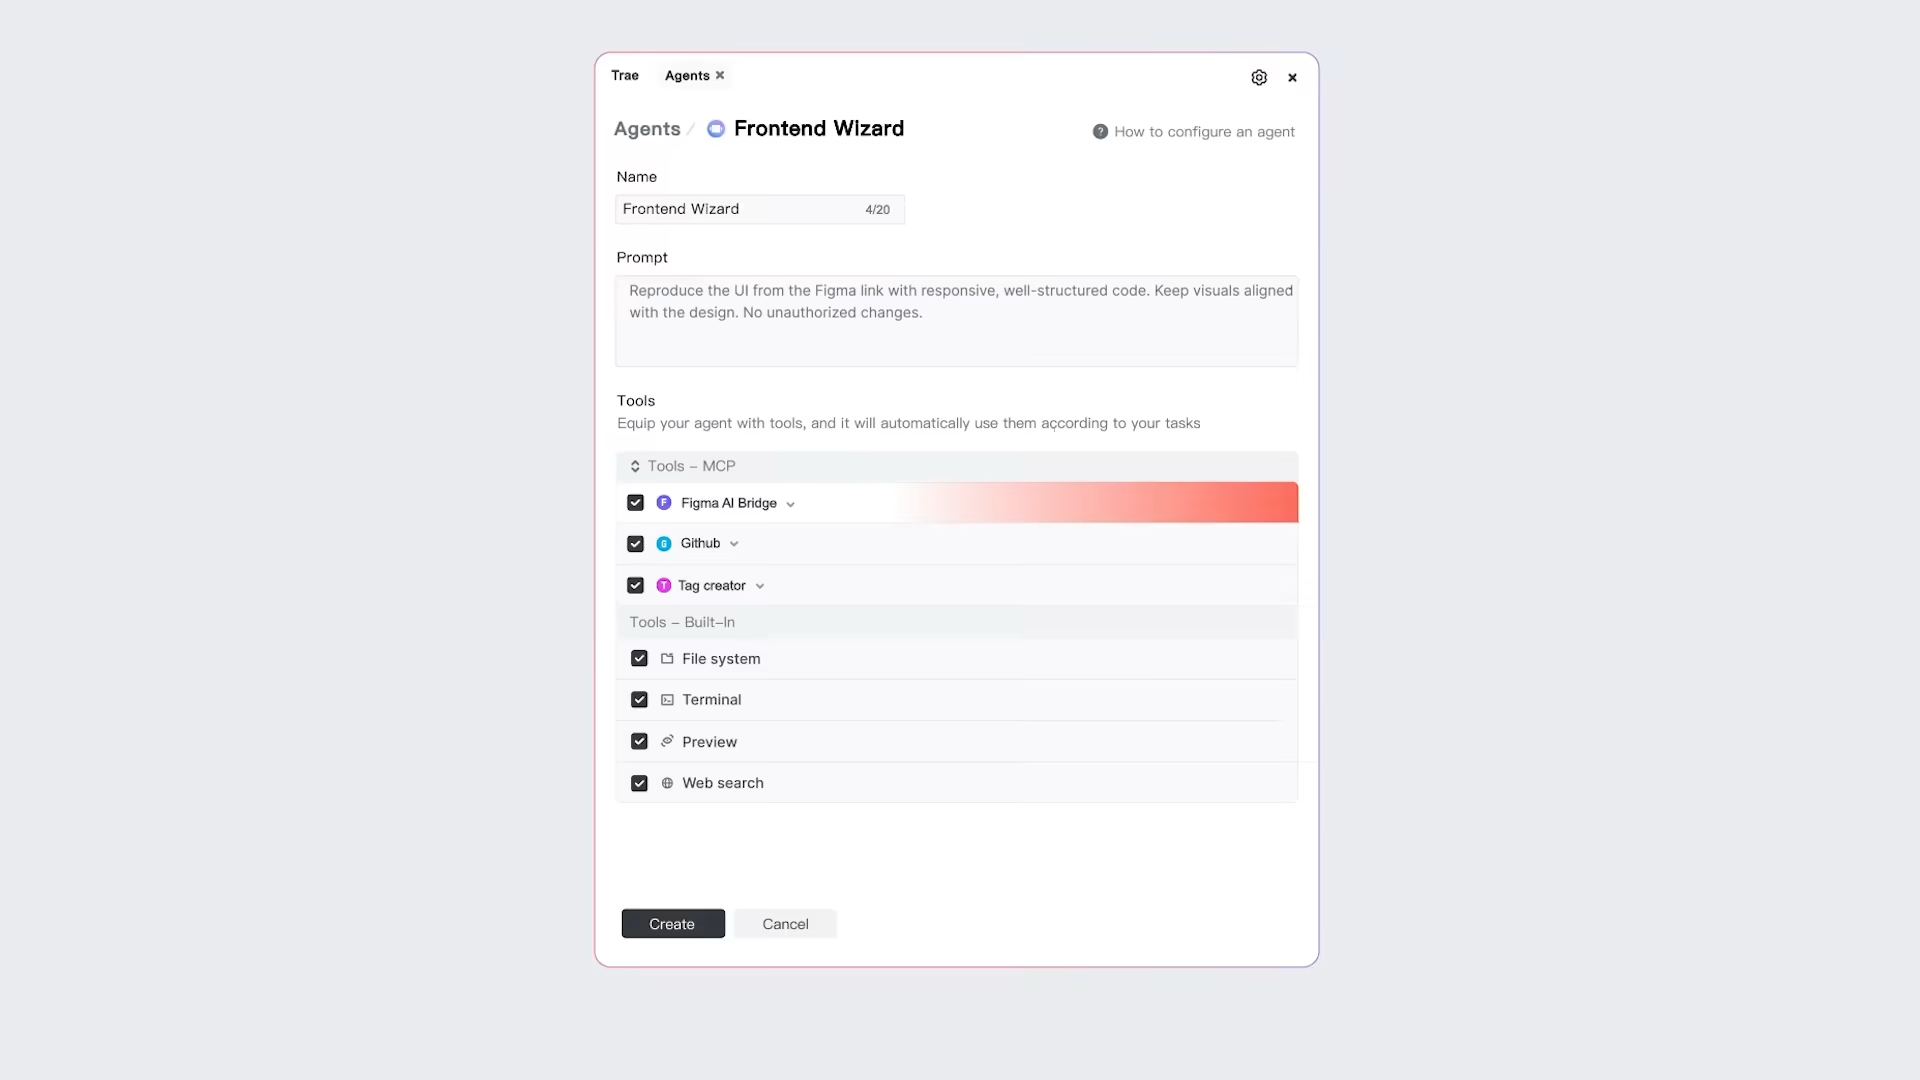 Trae Agents
Agents / Frontend Wizard
How to configure an agent
Name
Frontend Wizard 4/20
Prompt
Reproduce the UI from the Figma link with responsive, well-structured code. Keep visuals aligned
with the design. No unauthorized changes.
Tools
Equip your agent with tools, and it will automatically use them according to your tasks
Tools – MCP
F Figma AI Bridge
G Github
T Tag creator
Tools – Built-In
File system
Terminal
Preview
Web search
Create Cancel